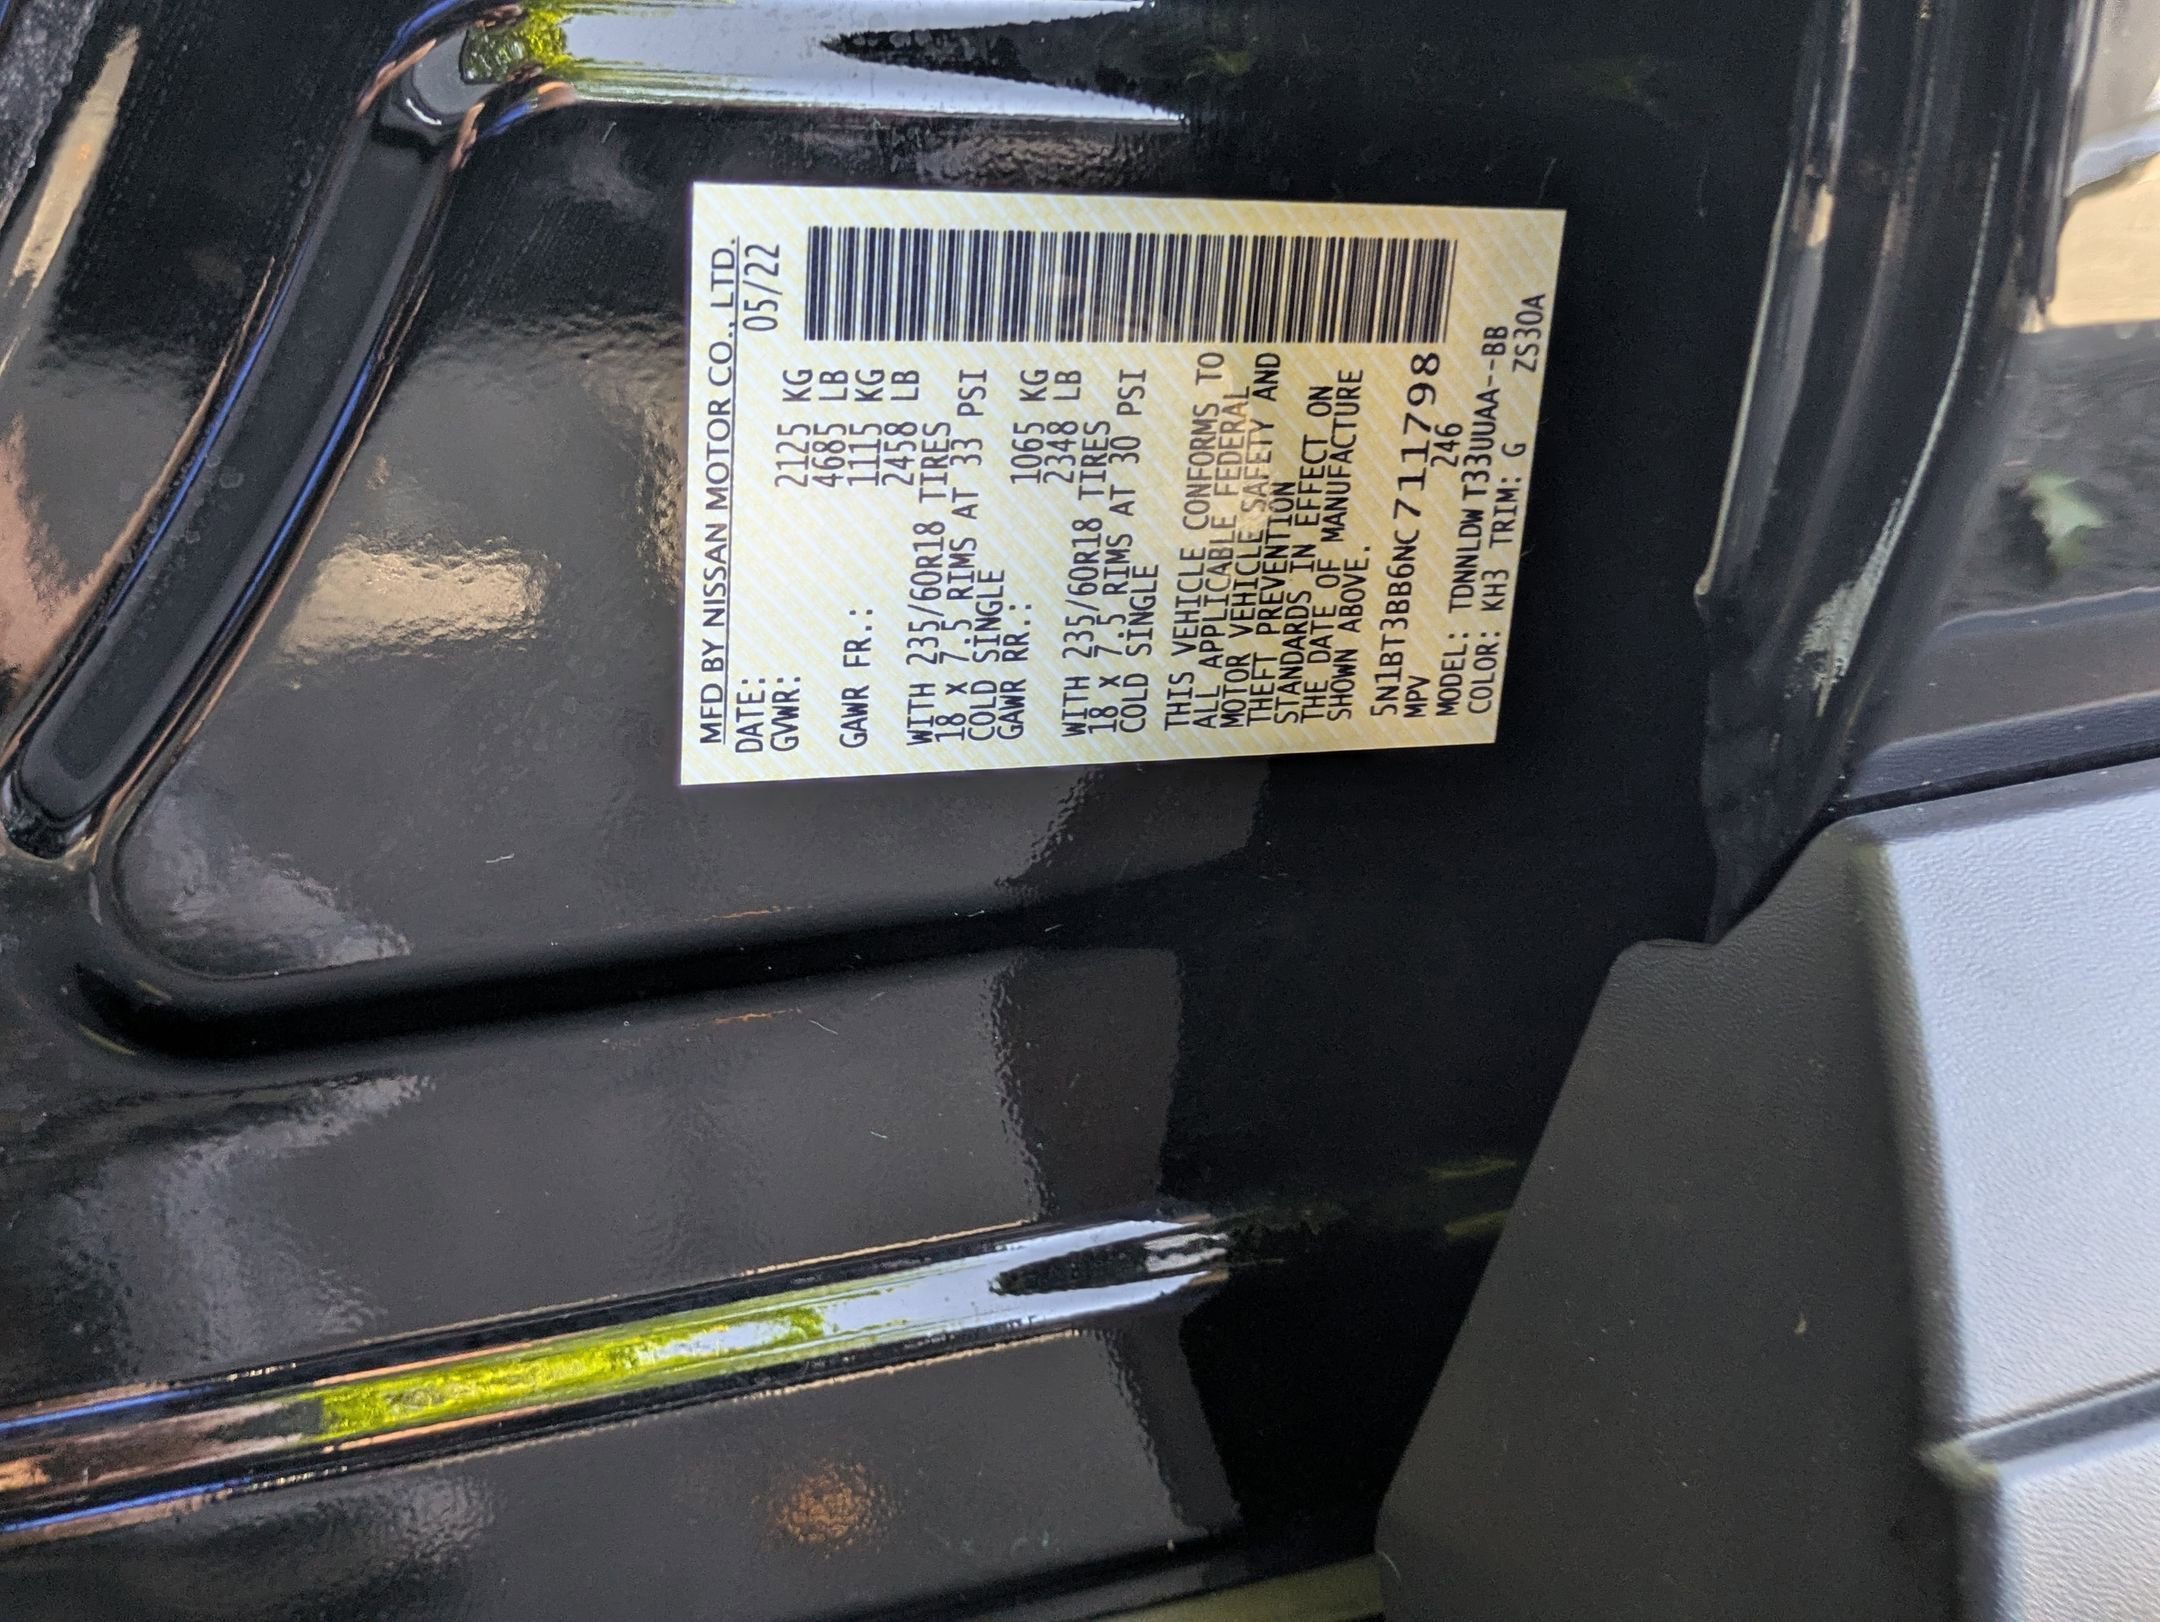 MFD BY NISSAN MOTOR CO., LTD.
DATE: 05/22
GVWR: 2125 KG
4685 LB
GAWR FR.: 1115 KG
2458 LB
WITH 235/60R18 TIRES
18 x 7.5 RIMS AT 33 PSI
COLD SINGLE
GAWR RR.: 1065 KG
2348 LB
WITH 235/60R18 TIRES
18 x 7.5 RIMS AT 30 PSI
COLD SINGLE
THIS VEHICLE CONFORMS TO
ALL APPLICABLE FEDERAL
MOTOR VEHICLE SAFETY AND
THEFT PREVENTION
STANDARDS IN EFFECT ON
THE DATE OF MANUFACTURE
SHOWN ABOVE.
5N1BT3BB6NC711798
MPV 246
MODEL: TDNNLDW T33UUAA--BB
COLOR: KH3 TRIM: G ZS30A